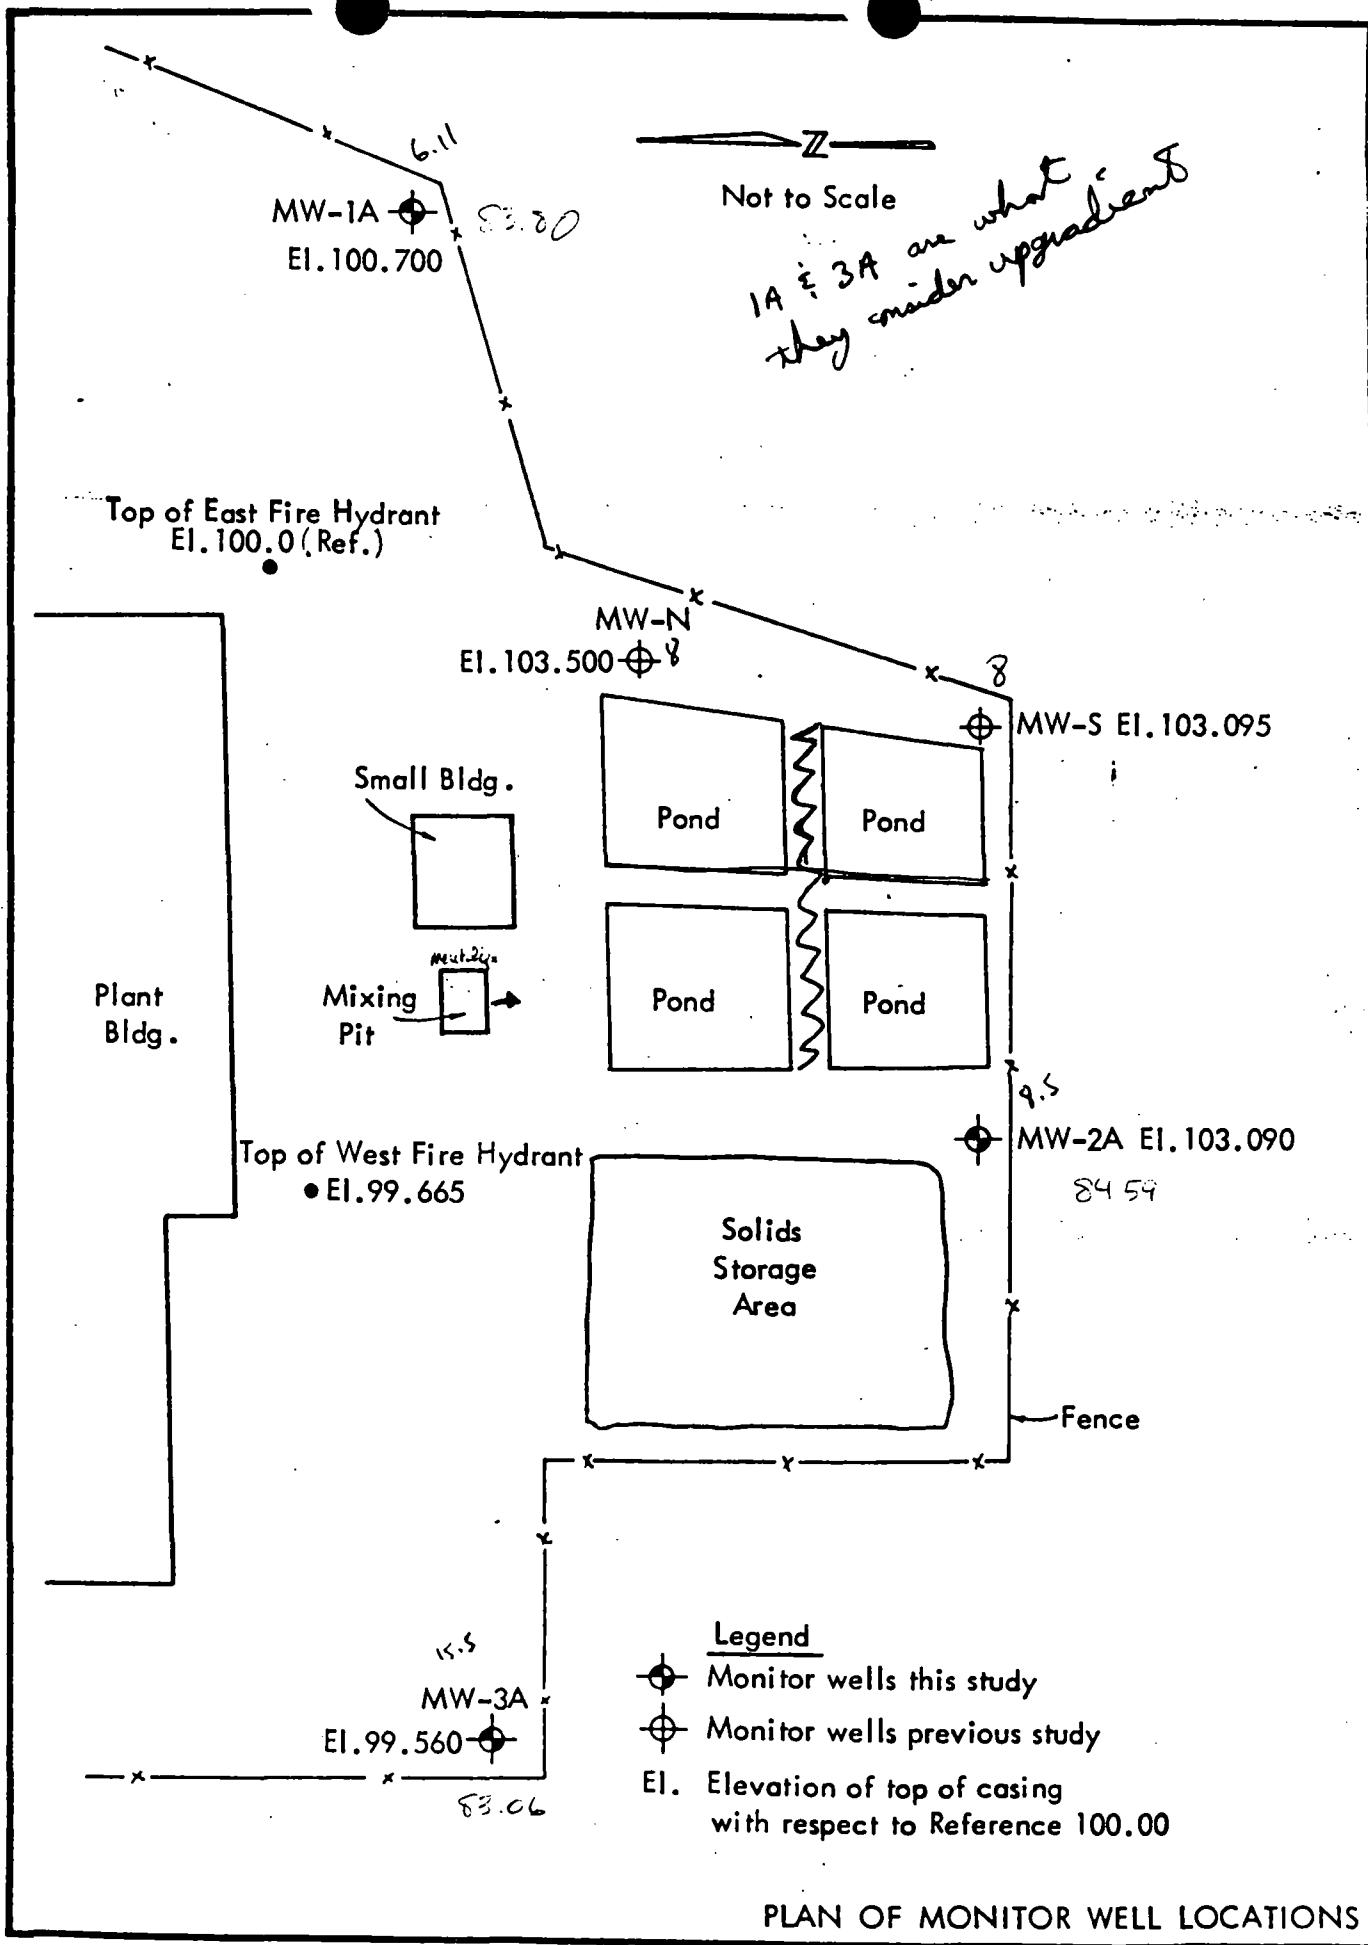 6.11
MW-1A
83.80
El.100.700
Z
Not to Scale
1A & 3A are what
they consider upgradient
Top of East Fire Hydrant
El.100.0 (Ref.)
MW-N
El.103.500
8
8
MW-S El.103.095
Small Bldg.
Pond
Pond
Plant
Bldg.
Mixing
Pit
Pond
Pond
8.5
MW-2A El.103.090
84 59
Top of West Fire Hydrant
El.99.665
Solids
Storage
Area
Fence
15.5
MW-3A
El.99.560
83.06
Legend
Monitor wells this study
Monitor wells previous study
El. Elevation of top of casing
with respect to Reference 100.00
PLAN OF MONITOR WELL LOCATIONS